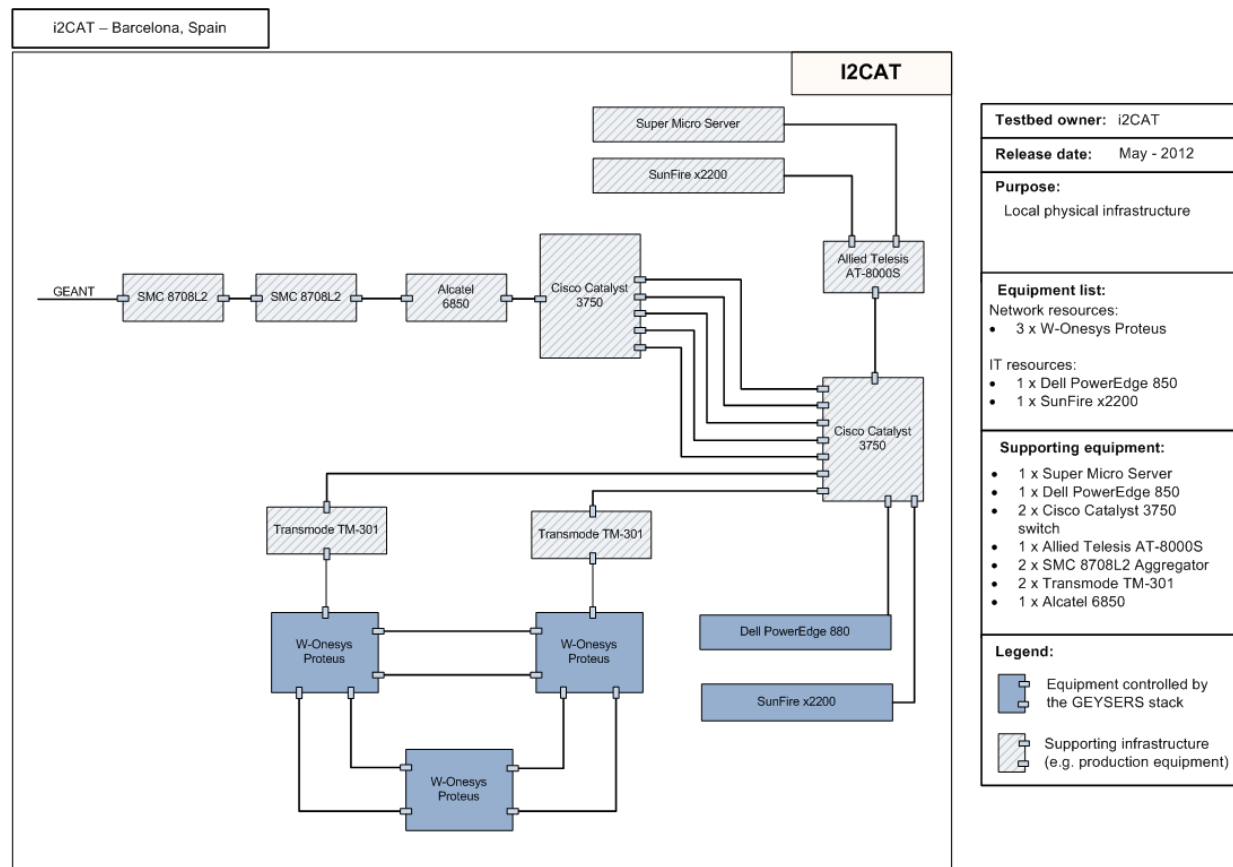 i2CAT – Barcelona, Spain
I2CAT
Super Micro Server
SunFire x2200
Allied Telesis
AT-8000S
GEANT
SMC 8708L2
SMC 8708L2
Alcatel
6850
Cisco Catalyst
3750
Cisco Catalyst
3750
Transmode TM-301
Transmode TM-301
W-Onesys
Proteus
W-Onesys
Proteus
Dell PowerEdge 880
SunFire x2200
W-Onesys
Proteus
Testbed owner: i2CAT
Release date: May - 2012
Purpose:
Local physical infrastructure
Equipment list:
Network resources:
• 3 x W-Onesys Proteus
IT resources:
• 1 x Dell PowerEdge 850
• 1 x SunFire x2200
Supporting equipment:
• 1 x Super Micro Server
• 1 x Dell PowerEdge 850
• 2 x Cisco Catalyst 3750
switch
• 1 x Allied Telesis AT-8000S
• 2 x SMC 8708L2 Aggregator
• 2 x Transmode TM-301
• 1 x Alcatel 6850
Legend:
Equipment controlled by
the GEYSERS stack
Supporting infrastructure
(e.g. production equipment)